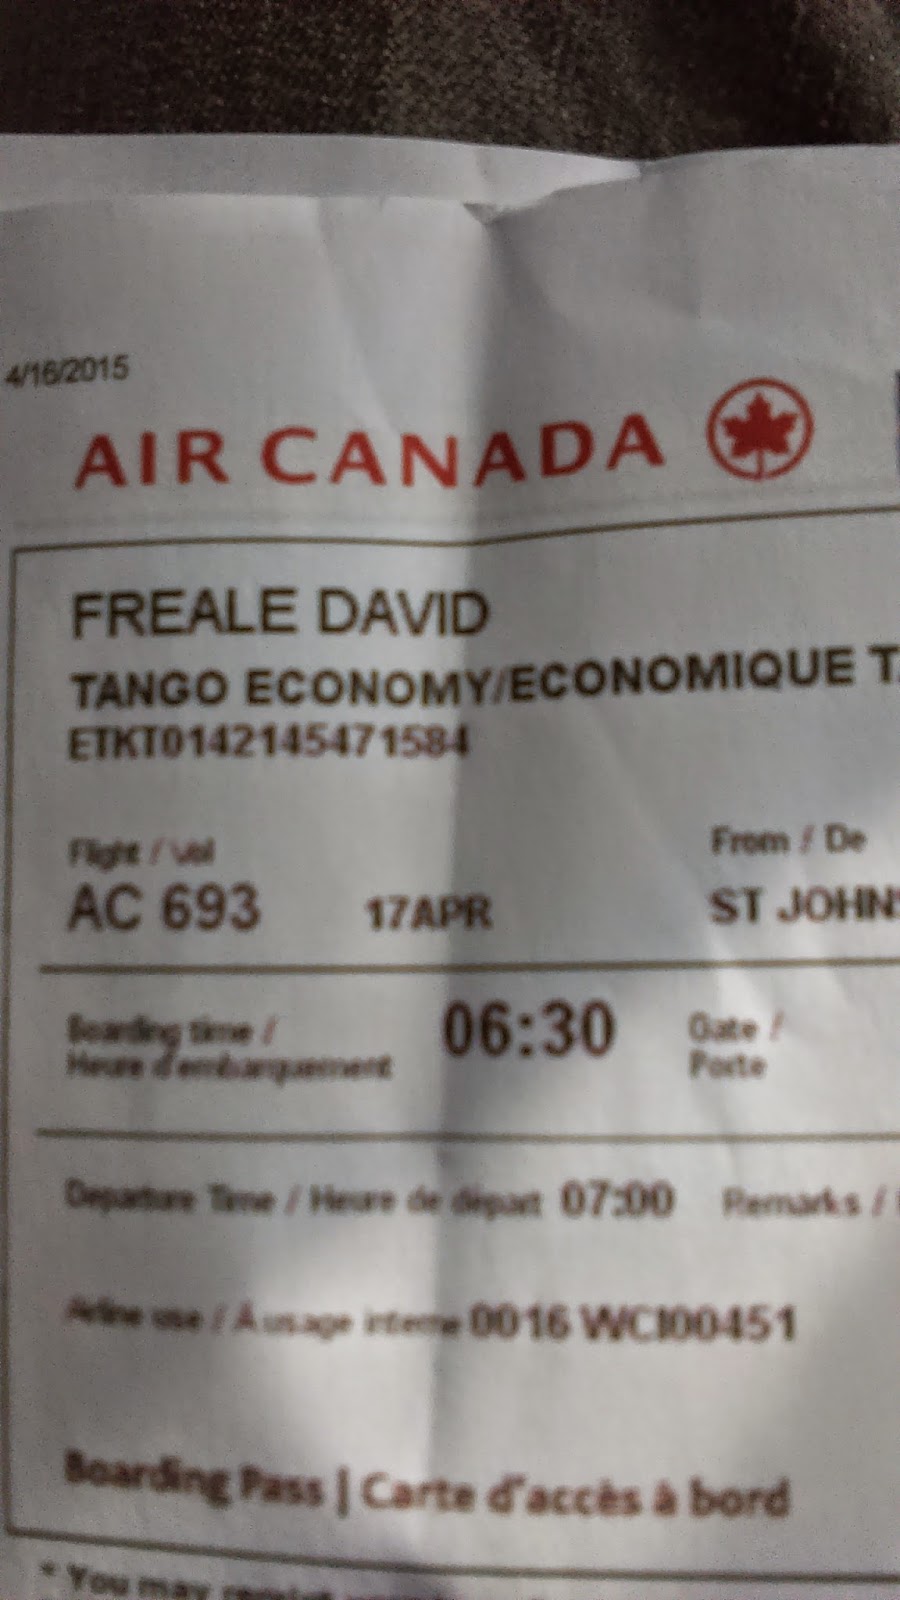 4/16/2015
AIR CANADA
FREALE DAVID
TANGO ECONOMY/ECONOMIQUE T
ETKT0142145471584
Flight / Vol
From / De
AC 693 17APR ST JOHN
Boarding time /
Heure d'embarquement
06:30
Gate /
Porte
Departure Time / Heure de départ 07:00 Remarks /
Airline use / À usage interne 0016 WCI00451
Boarding Pass | Carte d'accès à bord
* You may receive